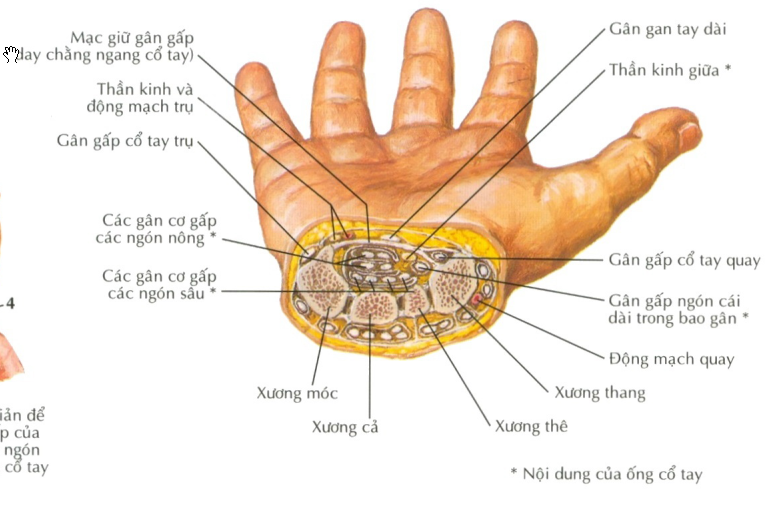 Mạc giữ gân gấp
(day chằng ngang cổ tay)
Thần kinh và
động mạch trụ
Gân gấp cổ tay trụ
Các gân cơ gấp
các ngón nông *
Các gân cơ gấp
các ngón sâu *
Gân gan tay dài
Thần kinh giữa *
Gân gấp cổ tay quay
Gân gấp ngón cái
dài trong bao gân *
Động mạch quay
Xương móc
Xương cả
Xương thang
Xương thê
* Nội dung của ống cổ tay
-4
iản để
p của
ngón
cổ tay